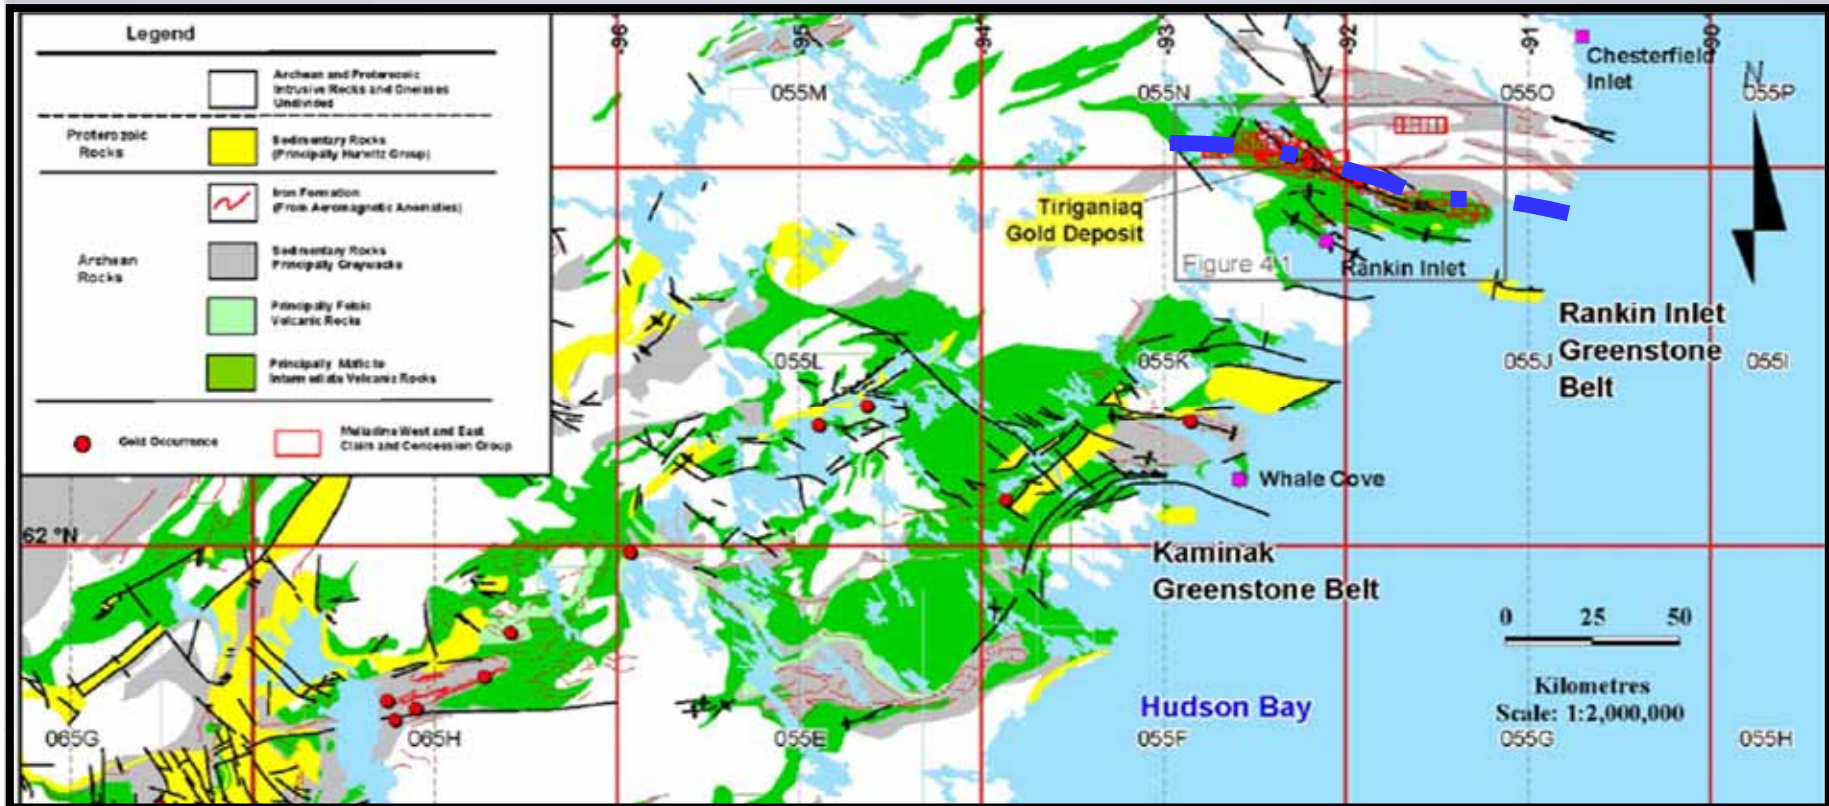 Legend
Archean and Proterozoic
Intrusive Rocks and Gneisses
Undivided
Proterozoic
Rocks
Sedimentary Rocks
(Principally Hurwitz Group)
Archean
Rocks
Iron Formation
(From Aeromagnetic Anomalies)
Sedimentary Rocks
Principally Graywacke
Principally Felsic
Volcanic Rocks
Principally Mafic to
Intermediate Volcanic Rocks
Gold Occurrence
Meliadine West and East
Claim and Concession Group
-96
-95
-94
-93
-92
-91
-90
055M
055N
055O
055P
Chesterfield
Inlet
N
Tiriganiaq
Gold Deposit
Figure 4.1
Rankin Inlet
Rankin Inlet
Greenstone
Belt
055L
055K
055J
055I
Whale Cove
62 °N
Kaminak
Greenstone Belt
0 25 50
Kilometres
Scale: 1:2,000,000
Hudson Bay
065G
065H
055E
055F
055G
055H